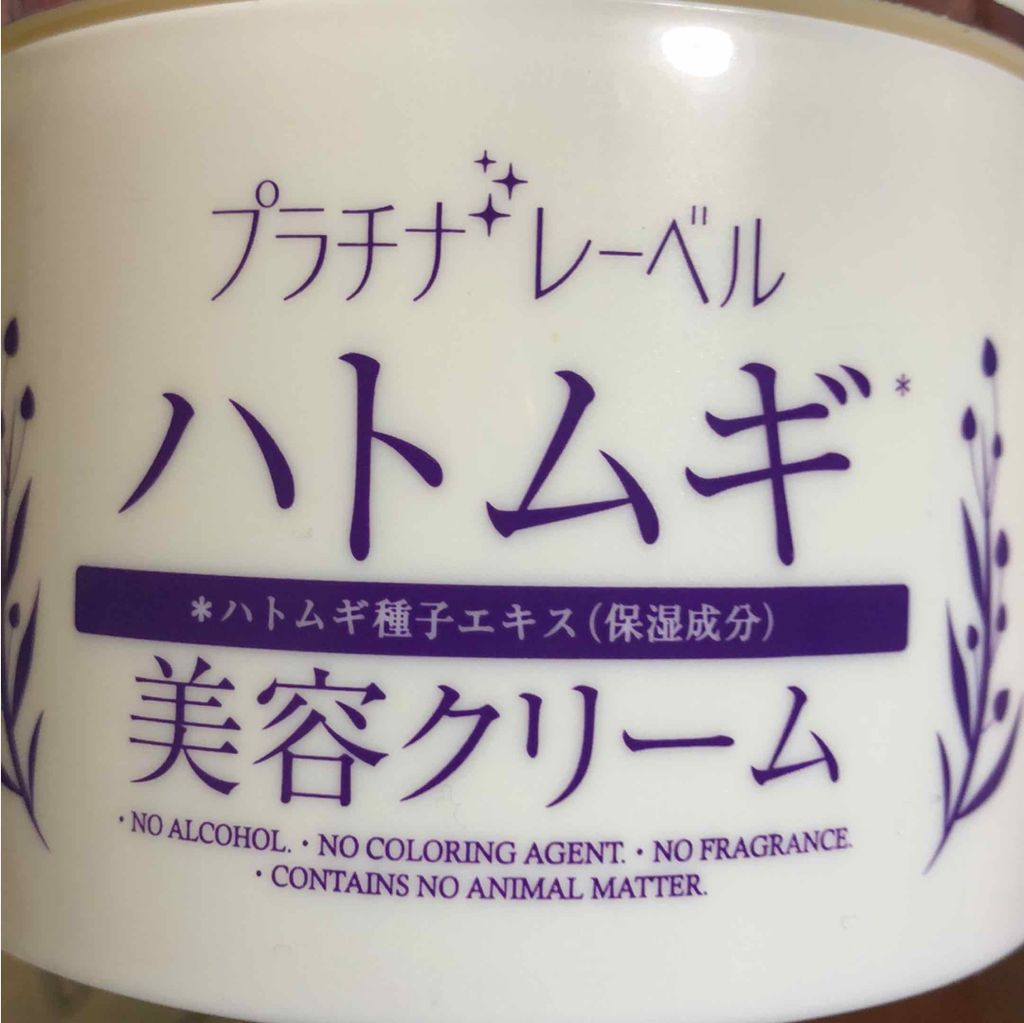 プラチナレーベル
ハトムギ*
*ハトムギ種子エキス(保湿成分)
美容クリーム
・NO ALCOHOL.・NO COLORING AGENT.・NO FRAGRANCE.
・CONTAINS NO ANIMAL MATTER.